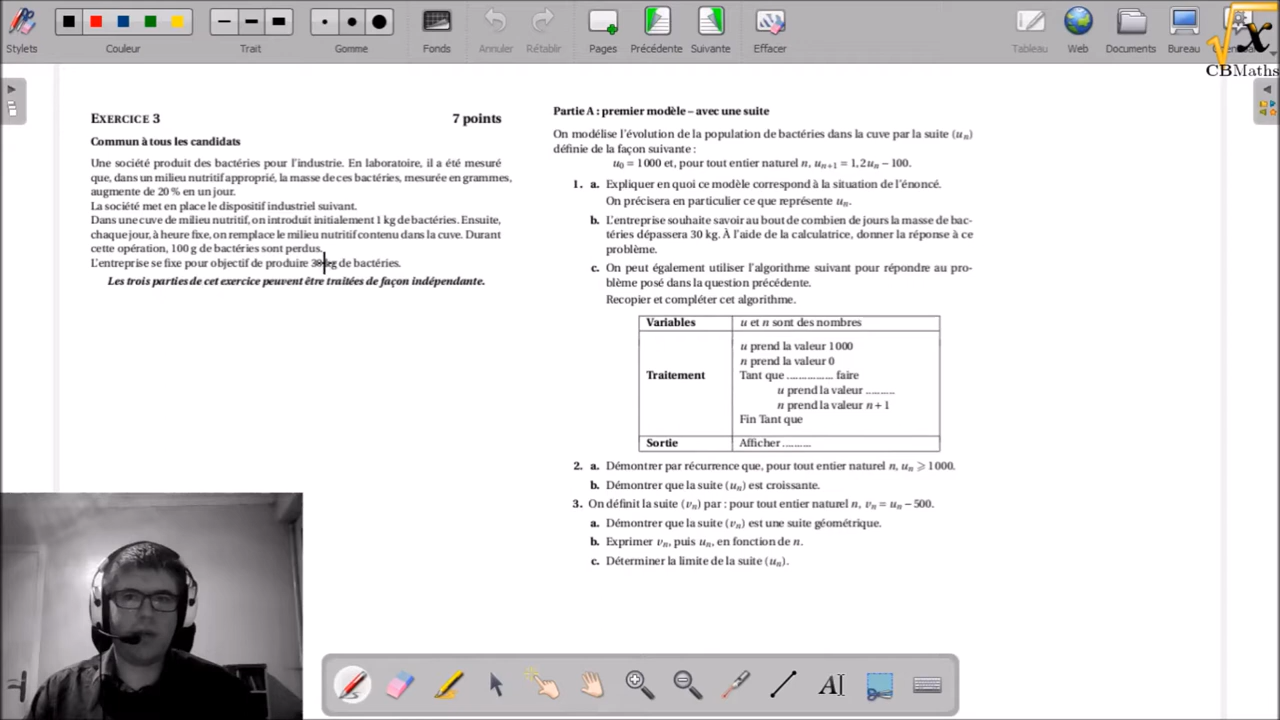 Stylets
Couleur
Trait
Gomme
Fonds
Annuler
Rétablir
Pages
Précédente
Suivante
Effacer
Tableau
Web
Documents
Bureau
CBMaths
EXERCICE 3 7 points
Commun à tous les candidats
Une société produit des bactéries pour l'industrie. En laboratoire, il a été mesuré
que, dans un milieu nutritif approprié, la masse de ces bactéries, mesurée en grammes,
augmente de 20 % en un jour.
La société met en place le dispositif industriel suivant.
Dans une cuve de milieu nutritif, on introduit initialement 1 kg de bactéries. Ensuite,
chaque jour, à heure fixe, on remplace le milieu nutritif contenu dans la cuve. Durant
cette opération, 100 g de bactéries sont perdus.
L'entreprise se fixe pour objectif de produire 30 kg de bactéries.
Les trois parties de cet exercice peuvent être traitées de façon indépendante.
Partie A : premier modèle – avec une suite
On modélise l'évolution de la population de bactéries dans la cuve par la suite (uₙ)
définie de la façon suivante :
u₀ = 1 000 et, pour tout entier naturel n, uₙ₊₁ = 1,2uₙ − 100.
1. a. Expliquer en quoi ce modèle correspond à la situation de l'énoncé.
On précisera en particulier ce que représente uₙ.
b. L'entreprise souhaite savoir au bout de combien de jours la masse de bac-
téries dépassera 30 kg. À l'aide de la calculatrice, donner la réponse à ce
problème.
c. On peut également utiliser l'algorithme suivant pour répondre au pro-
blème posé dans la question précédente.
Recopier et compléter cet algorithme.
Variables u et n sont des nombres
u prend la valeur 1 000
n prend la valeur 0
Traitement Tant que ............... faire
u prend la valeur .........
n prend la valeur n + 1
Fin Tant que
Sortie Afficher .........
2. a. Démontrer par récurrence que, pour tout entier naturel n, uₙ ⩾ 1 000.
b. Démontrer que la suite (uₙ) est croissante.
3. On définit la suite (vₙ) par : pour tout entier naturel n, vₙ = uₙ − 500.
a. Démontrer que la suite (vₙ) est une suite géométrique.
b. Exprimer vₙ, puis uₙ, en fonction de n.
c. Déterminer la limite de la suite (uₙ).